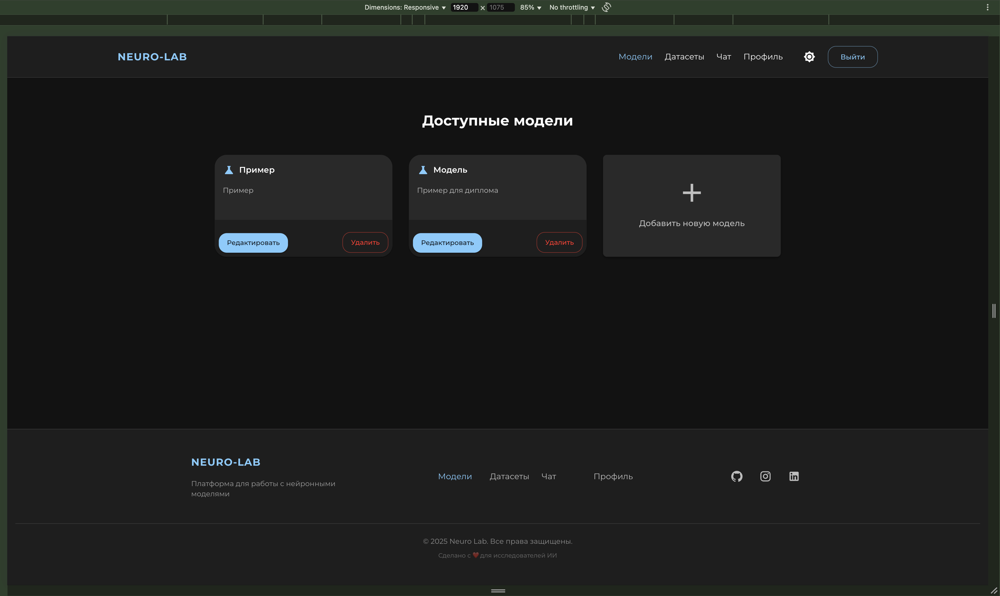 Dimensions: Responsive ▼ 1920 × 1075 85% ▼ No throttling ▼
NEURO-LAB
Модели Датасеты Чат Профиль Выйти
Доступные модели
Пример
Пример
Редактировать Удалить
Модель
Пример для диплома
Редактировать Удалить
Добавить новую модель
NEURO-LAB
Платформа для работы с нейронными
моделями
Модели Датасеты Чат Профиль
© 2025 Neuro Lab. Все права защищены.
Сделано с ❤️ для исследователей ИИ